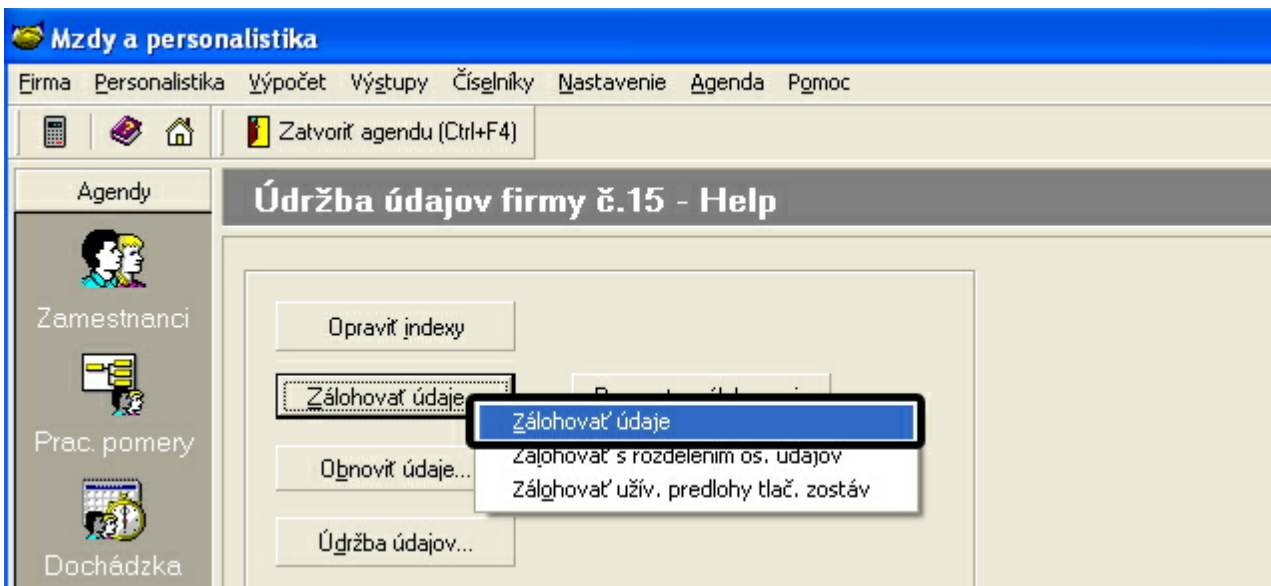 Mzdy a personalistika
Firma Personalistika Výpočet Výstupy Číselníky Nastavenie Agenda Pomoc
Zatvoriť agendu (Ctrl+F4)
Agendy
Údržba údajov firmy č.15 - Help
Zamestnanci
Opraviť indexy
Zálohovať údaje
Zálohovať údaje
Prac. pomery
Zálohovať s rozdelením os. údajov
Obnoviť údaje...
Zálohovať užív. predlohy tlač. zostáv
Údržba údajov...
Dochádzka